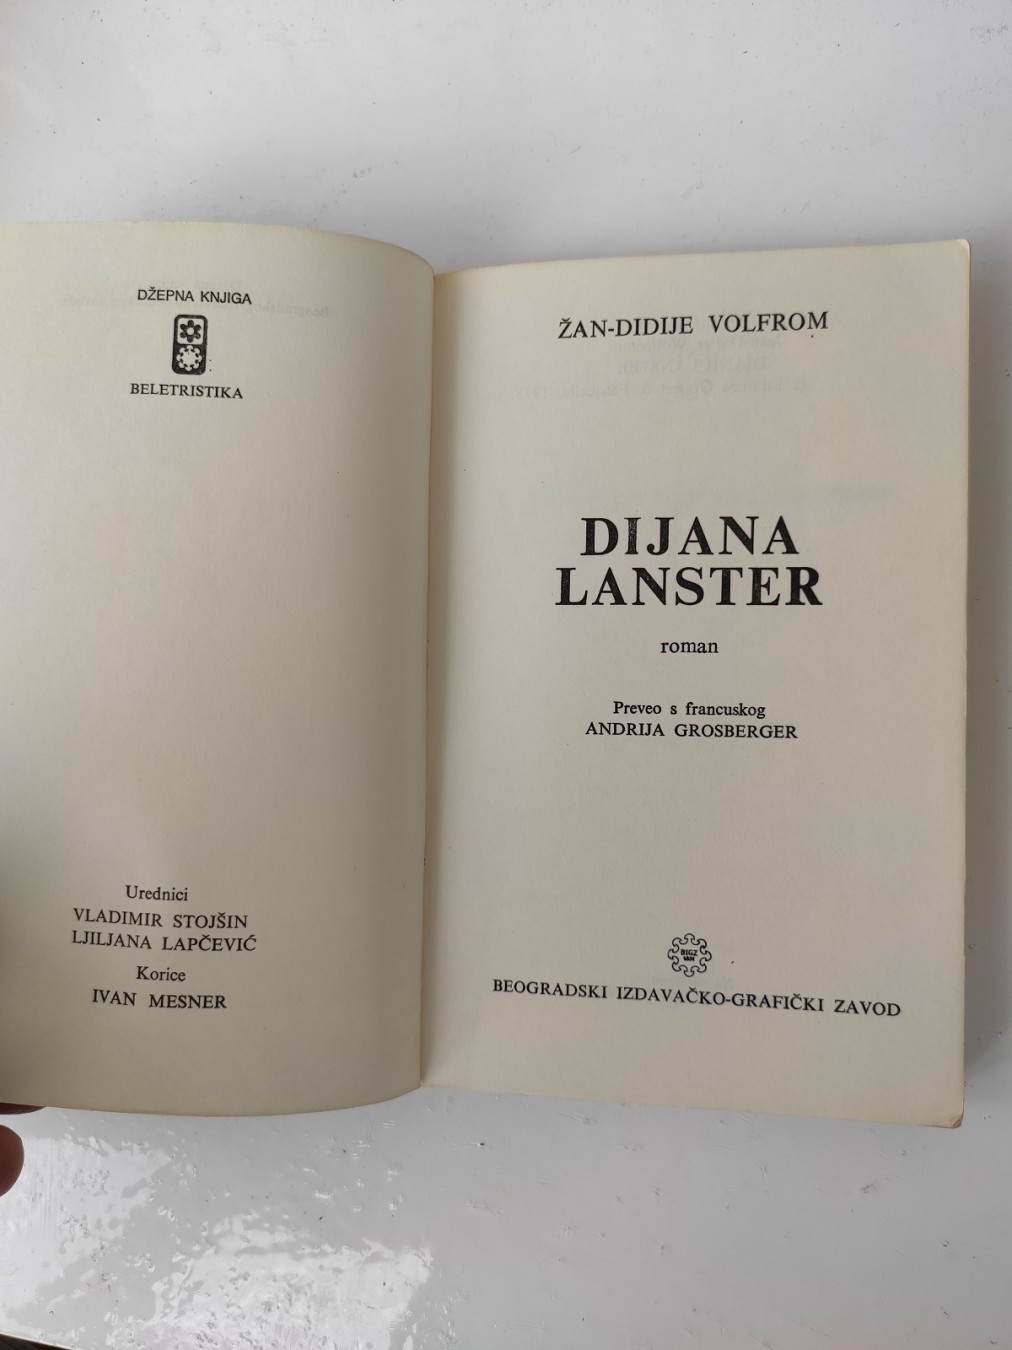 DŽEPNA KNJIGA
BELETRISTIKA
Urednici
VLADIMIR STOJŠIN
LJILJANA LAPČEVIĆ
Korice
IVAN MESNER
ŽAN-DIDIJE VOLFROM
DIJANA
LANSTER
roman
Preveo s francuskog
ANDRIJA GROSBERGER
BIGZ
BEOGRADSKI IZDAVAČKO-GRAFIČKI ZAVOD